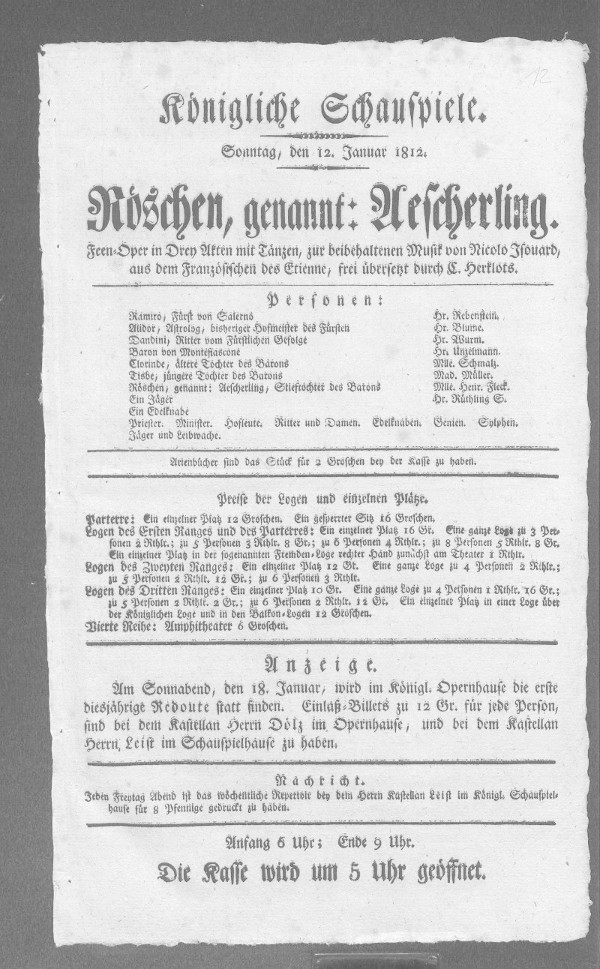 12
Königliche Schauspiele.
Sonntag, den 12. Januar 1812.
Röschen, genannt: Aescherling.
Feen-Oper in Drey Akten mit Tänzen, zur beibehaltenen Musik von Nicolo Isouard,
aus dem Französischen des Etienne, frei übersetzt durch C. Herklots.
Personen:
Ramiro, Fürst von Salerno Hr. Rebenstein.
Alidor, Astrolog, bisheriger Hofmeister des Fürsten Hr. Blume.
Dandini, Ritter vom Fürstlichen Gefolge Hr. Wurm.
Baron von Montefiascone Hr. Unzelmann.
Clorinde, ältere Tochter des Barons Mlle. Schmalz.
Tisbe, jüngere Tochter des Barons Mad. Müller.
Röschen, genannt: Aescherling, Stieftochter des Barons Mlle. Henr. Fleck.
Ein Jäger Hr. Rüthling S.
Ein Edelknabe
Priester. Minister. Hofleute. Ritter und Damen. Edelknaben. Genien. Sylphen.
Jäger und Leibwache.
Arienbücher sind das Stück für 2 Groschen bey der Kasse zu haben.
Preise der Logen und einzelnen Plätze.
Parterre: Ein einzelner Platz 12 Groschen. Ein gesperrter Sitz 16 Groschen.
Logen des Ersten Ranges und des Parterres: Ein einzelner Platz 16 Gr. Eine ganze Loge zu 3 Per-
sonen 2 Rthlr.; zu 5 Personen 3 Rthlr. 8 Gr.; zu 6 Personen 4 Rthlr.; zu 8 Personen 5 Rthlr. 8 Gr.
Ein einzelner Platz in der sogenannten Fremden-Loge rechter Hand zunächst am Theater 1 Rthlr.
Logen des Zweyten Ranges: Ein einzelner Platz 12 Gr. Eine ganze Loge zu 4 Personen 2 Rthlr.;
zu 5 Personen 2 Rthlr. 12 Gr.; zu 6 Personen 3 Rthlr.
Logen des Dritten Ranges: Ein einzelner Platz 10 Gr. Eine ganze Loge zu 4 Personen 1 Rthlr. 16 Gr.;
zu 5 Personen 2 Rthlr. 2 Gr.; zu 6 Personen 2 Rthlr. 12 Gr. Ein einzelner Platz in einer Loge über
der Königlichen Loge und in den Balkon-Logen 12 Groschen.
Vierte Reihe: Amphitheater 6 Groschen.
Anzeige.
Am Sonnabend, den 18. Januar, wird im Königl. Opernhause die erste
diesjährige Redoute statt finden. Einlaß-Billets zu 12 Gr. für jede Person,
sind bei dem Kastellan Herrn Dölz im Opernhause, und bei dem Kastellan
Herrn, Leist im Schauspielhause zu haben.
Nachricht.
Jeden Freytag Abend ist das wöchentliche Repertoir bey dem Herrn Kastellan Leist im Königl. Schauspiel-
hause für 8 Pfennige gedruckt zu haben.
Anfang 6 Uhr; Ende 9 Uhr.
Die Kasse wird um 5 Uhr geöffnet.